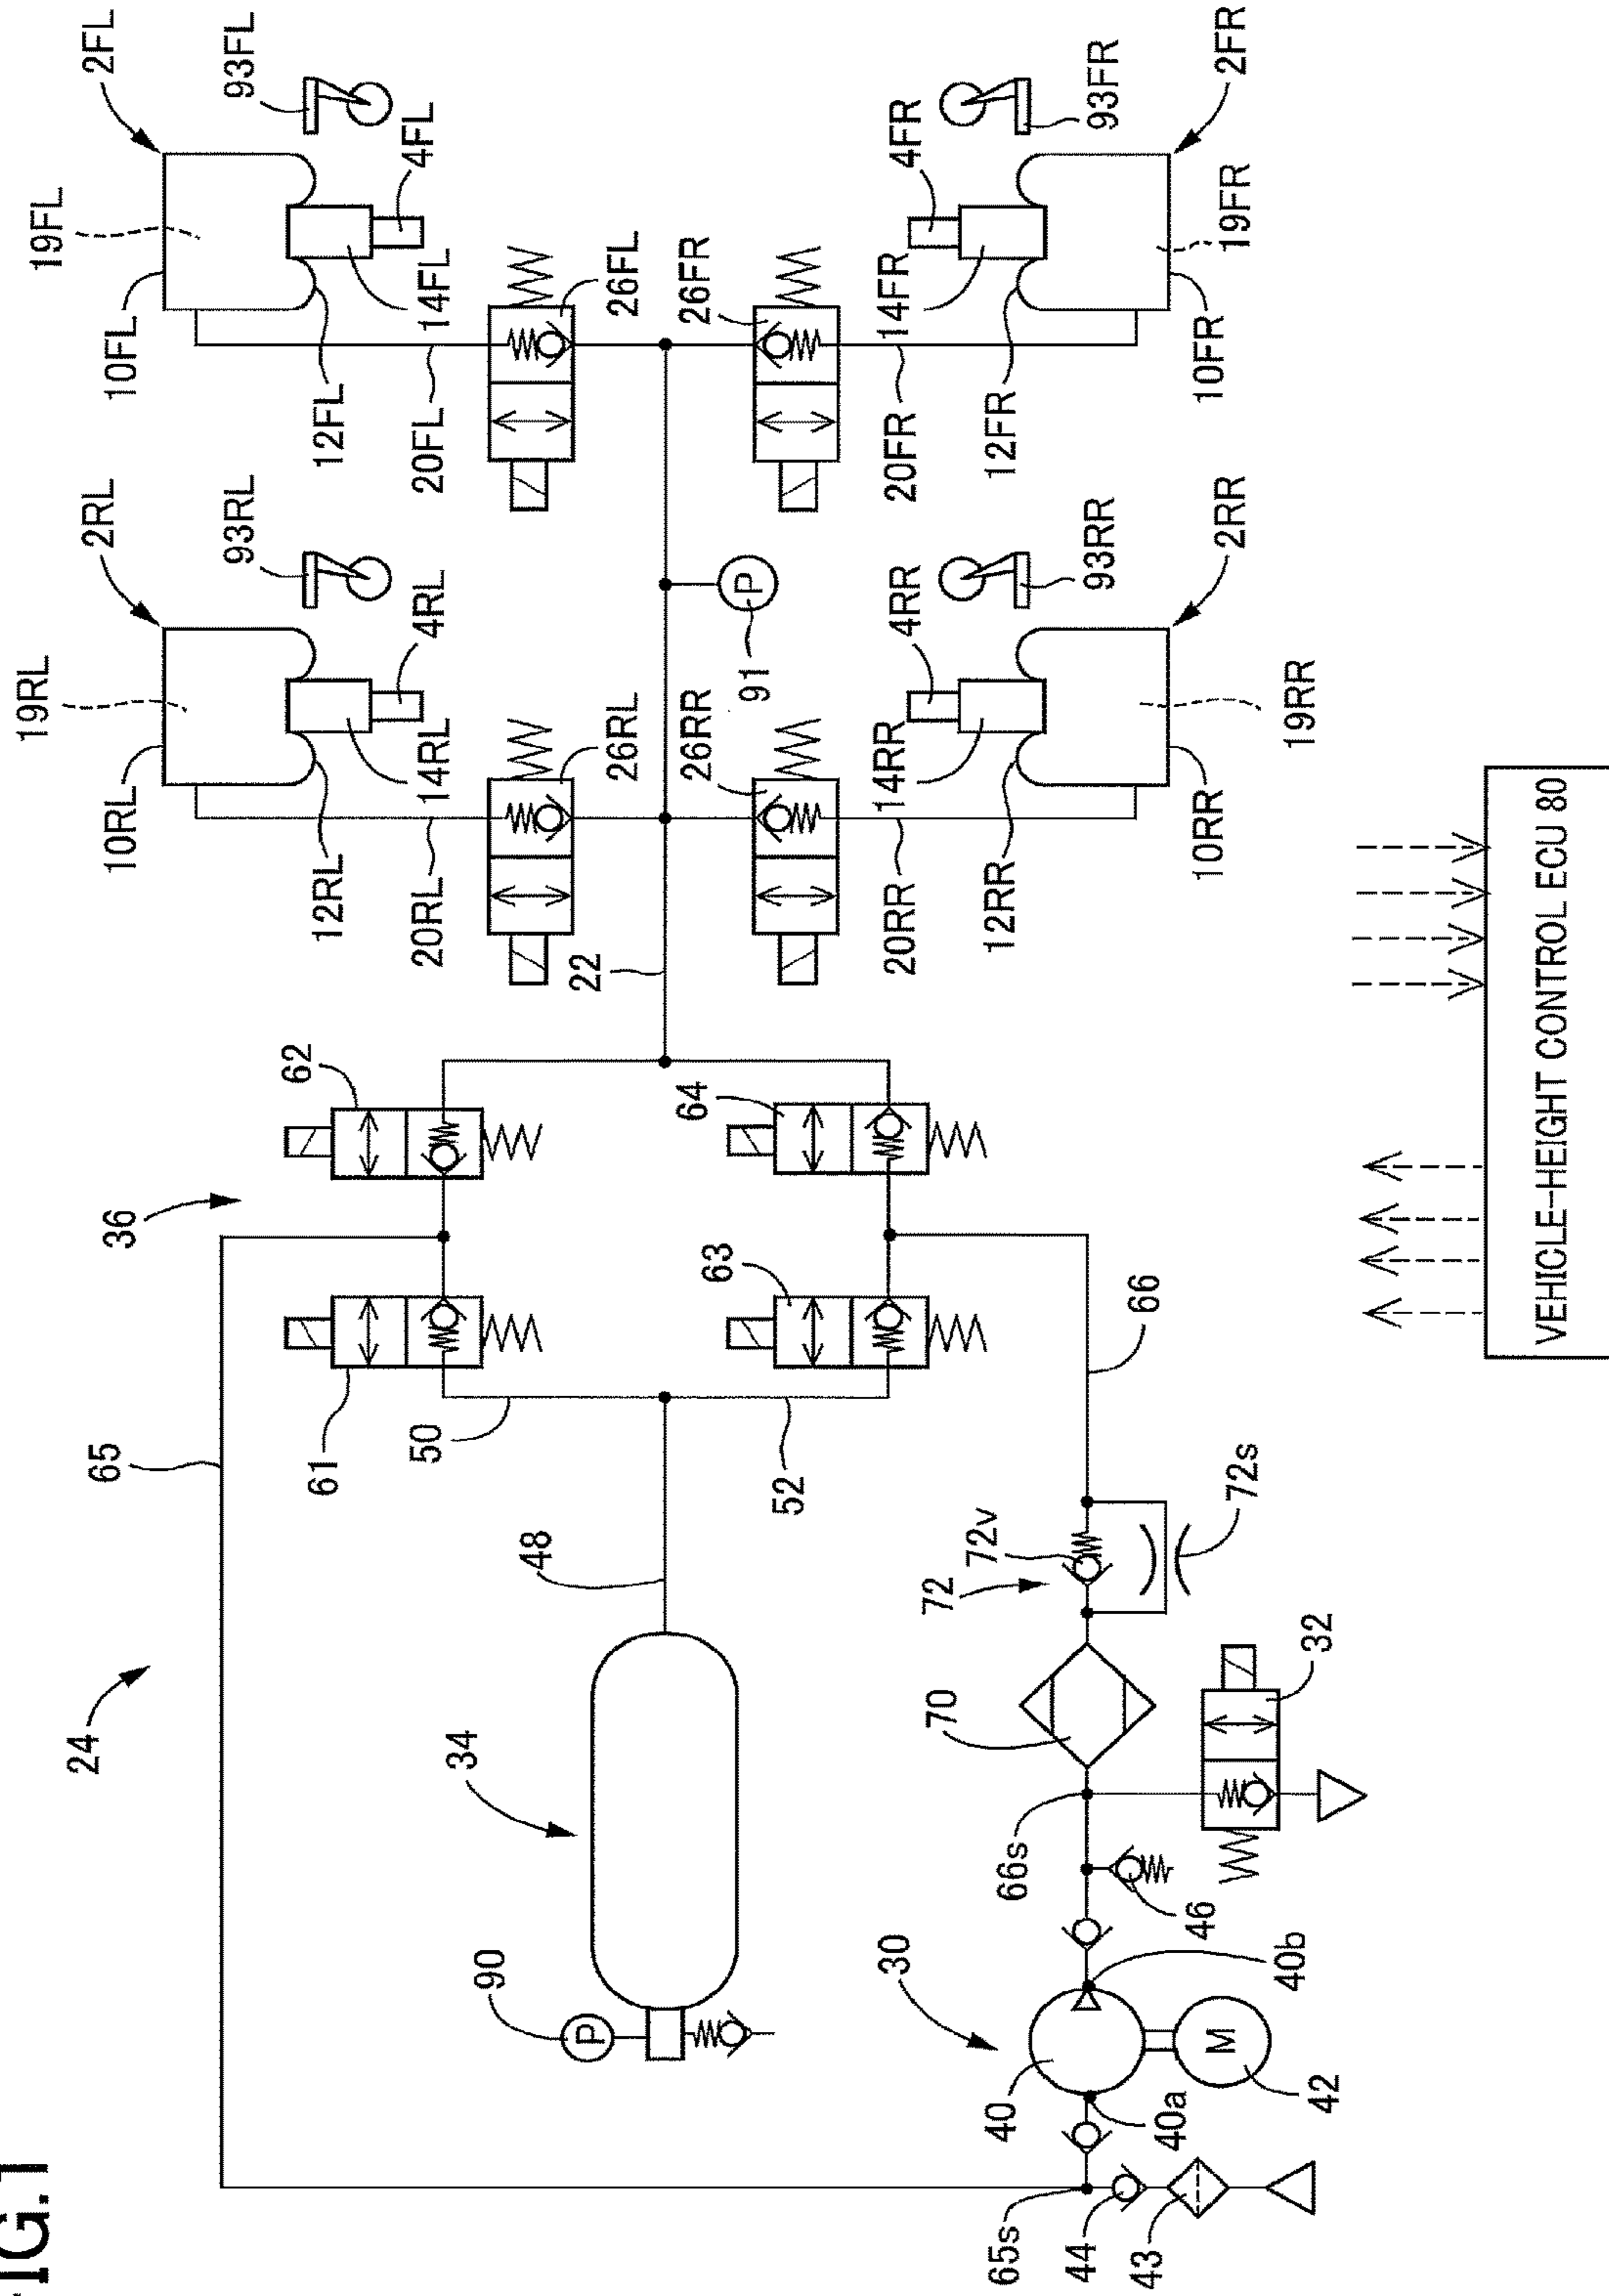 FIG.1
24
36
65
61
62
50
48
34
90
52
63
64
22
66
72
72v
72s
70
66s
32
46
30
40
40a
40b
42
M
P
65s
44
43
19RL
10RL
2RL
93RL
12RL
14RL
4RL
20RL
26RL
19FL
10FL
2FL
93FL
12FL
14FL
4FL
20FL
26FL
P
91
26RR
20RR
14RR
4RR
12RR
93RR
10RR
2RR
19RR
26FR
20FR
14FR
4FR
12FR
93FR
10FR
2FR
19FR
VEHICLE-HEIGHT CONTROL ECU 80